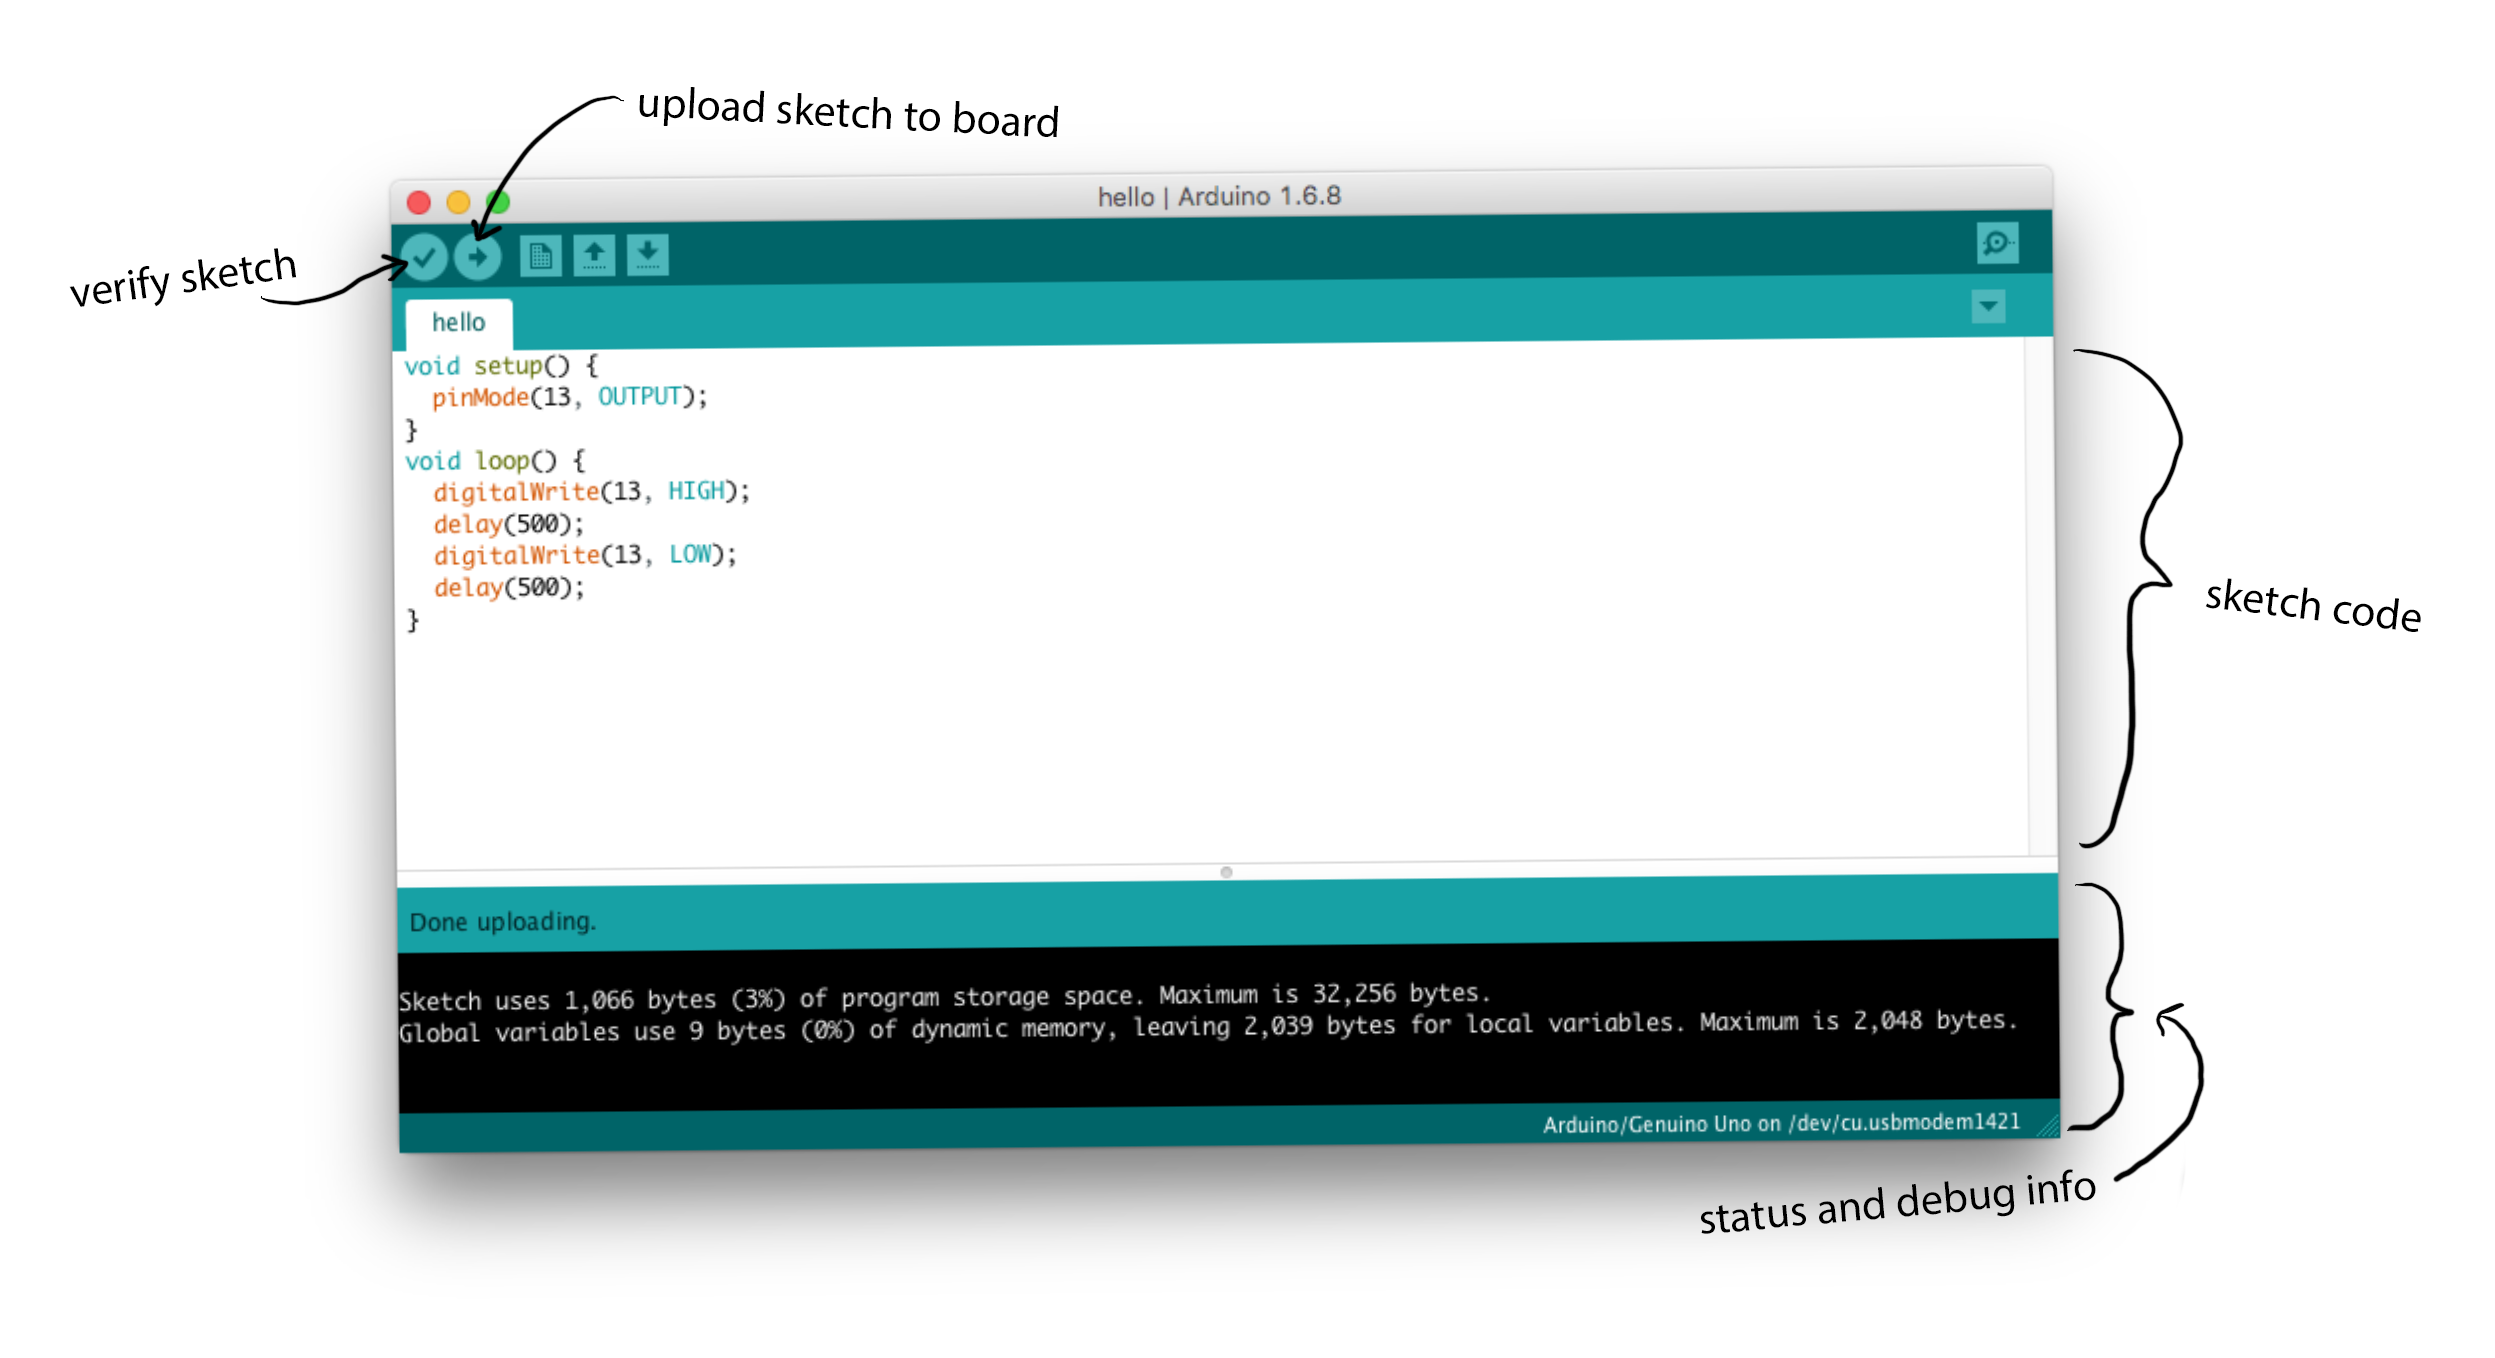 upload sketch to board
hello | Arduino 1.6.8
verify sketch
hello
void setup() {
  pinMode(13, OUTPUT);
}
void loop() {
  digitalWrite(13, HIGH);
  delay(500);
  digitalWrite(13, LOW);
  delay(500);
}
sketch code
Done uploading.
Sketch uses 1,066 bytes (3%) of program storage space. Maximum is 32,256 bytes.
Global variables use 9 bytes (0%) of dynamic memory, leaving 2,039 bytes for local variables. Maximum is 2,048 bytes.
Arduino/Genuino Uno on /dev/cu.usbmodem1421
status and debug info